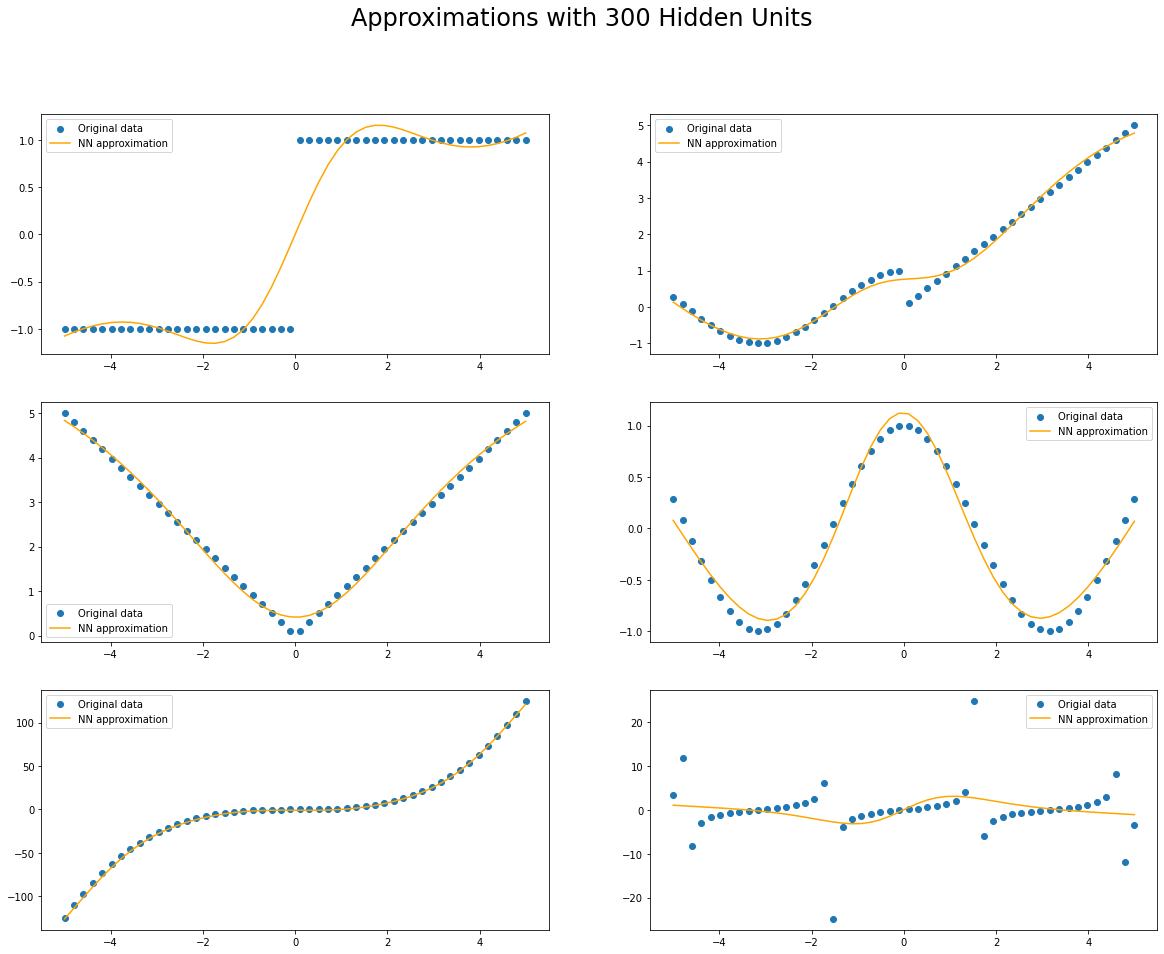 Approximations with 300 Hidden Units
Original data
NN approximation
1.0
0.5
0.0
−0.5
−1.0
−4 −2 0 2 4
Original data
NN approximation
5
4
3
2
1
0
−1
−4 −2 0 2 4
5
4
3
2
1
0
Original data
NN approximation
−4 −2 0 2 4
Original data
NN approximation
1.0
0.5
0.0
−0.5
−1.0
−4 −2 0 2 4
Original data
NN approximation
100
50
0
−50
−100
−4 −2 0 2 4
Origial data
NN approximation
20
10
0
−10
−20
−4 −2 0 2 4